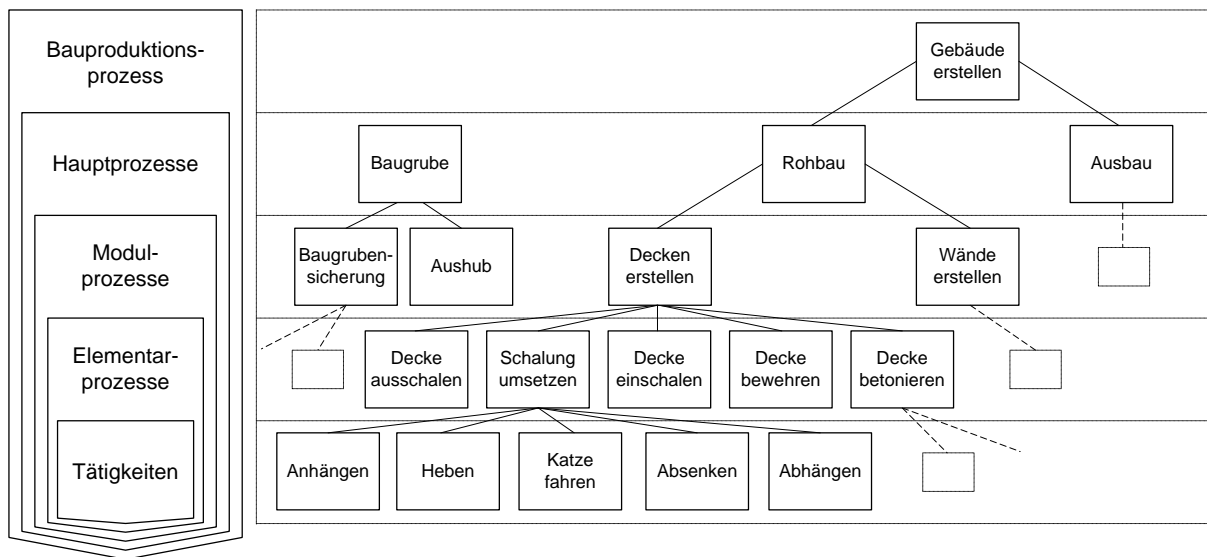 Bauproduktions-
prozess
Gebäude
erstellen
Hauptprozesse
Baugrube
Rohbau
Ausbau
Modul-
prozesse
Baugruben-
sicherung
Aushub
Decken
erstellen
Wände
erstellen
Elementar-
prozesse
Decke
ausschalen
Schalung
umsetzen
Decke
einschalen
Decke
bewehren
Decke
betonieren
Tätigkeiten
Anhängen
Heben
Katze
fahren
Absenken
Abhängen